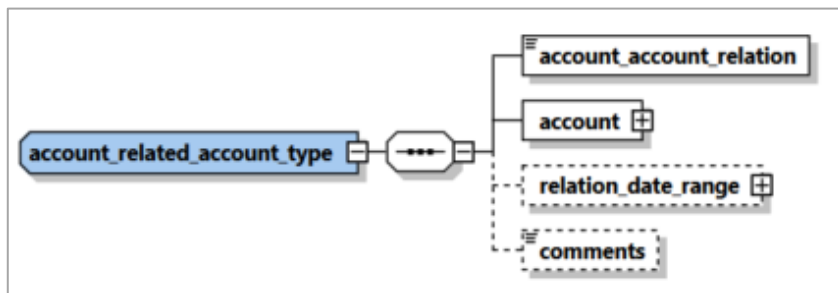 account_account_relation
account
account_related_account_type
relation_date_range
comments